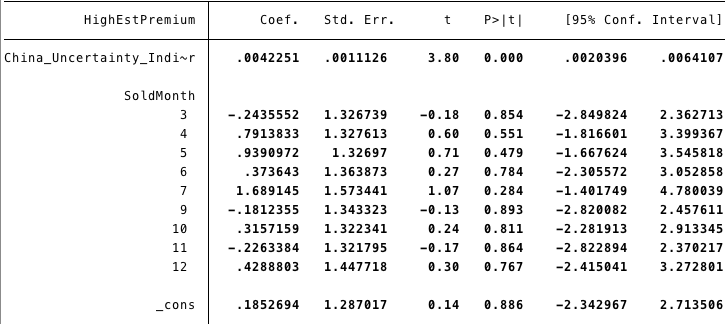 HighEstPremium Coef. Std. Err. t P>|t| [95% Conf. Interval]
China_Uncertainty_Indi~r .0042251 .0011126 3.80 0.000 .0020396 .0064107
SoldMonth
3 -.2435552 1.326739 -0.18 0.854 -2.849824 2.362713
4 .7913833 1.327613 0.60 0.551 -1.816601 3.399367
5 .9390972 1.32697 0.71 0.479 -1.667624 3.545818
6 .373643 1.363873 0.27 0.784 -2.305572 3.052858
7 1.689145 1.573441 1.07 0.284 -1.401749 4.780039
9 -.1812355 1.343323 -0.13 0.893 -2.820082 2.457611
10 .3157159 1.322341 0.24 0.811 -2.281913 2.913345
11 -.2263384 1.321795 -0.17 0.864 -2.822894 2.370217
12 .4288803 1.447718 0.30 0.767 -2.415041 3.272801
_cons .1852694 1.287017 0.14 0.886 -2.342967 2.713506